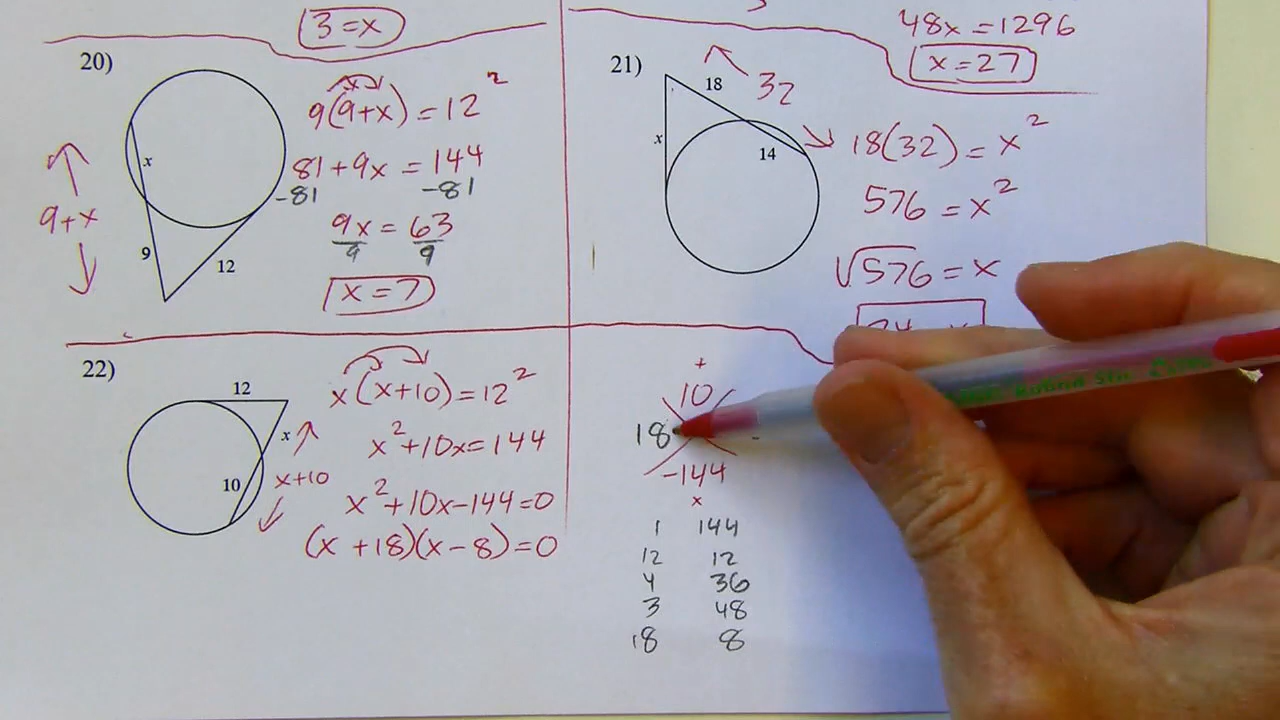 3 = x
48x = 1296
x = 27
20)
x
9
12
9 + x
9(9+x) = 12²
x
81 + 9x = 144
-81 -81
9x = 63
9 9
x = 7
21)
18
32
x
14
18(32) = x²
576 = x²
√576 = x
22)
12
x
10
x+10
x(x+10) = 12²
x² + 10x = 144
x² + 10x - 144 = 0
(x + 18)(x - 8) = 0
+
10
18 -
-144
x
1 144
12 12
4 36
3 48
18 8